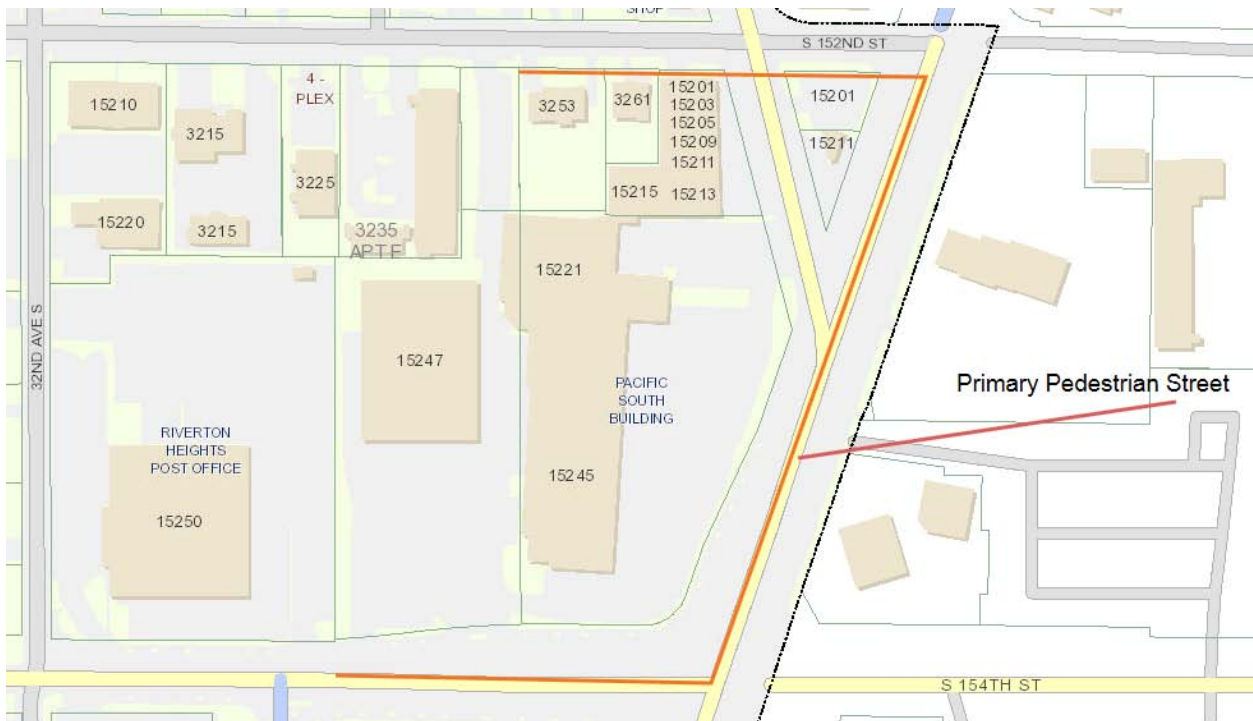 SHOP
S 152ND ST
4 -
PLEX
15210
3215
3225
3253
3261
15201
15203
15205
15209
15211
15215
15213
15201
15211
15220
3215
3235
APT F
15221
15247
32ND AVE S
PACIFIC
SOUTH
BUILDING
Primary Pedestrian Street
RIVERTON
HEIGHTS
POST OFFICE
15245
15250
S 154TH ST